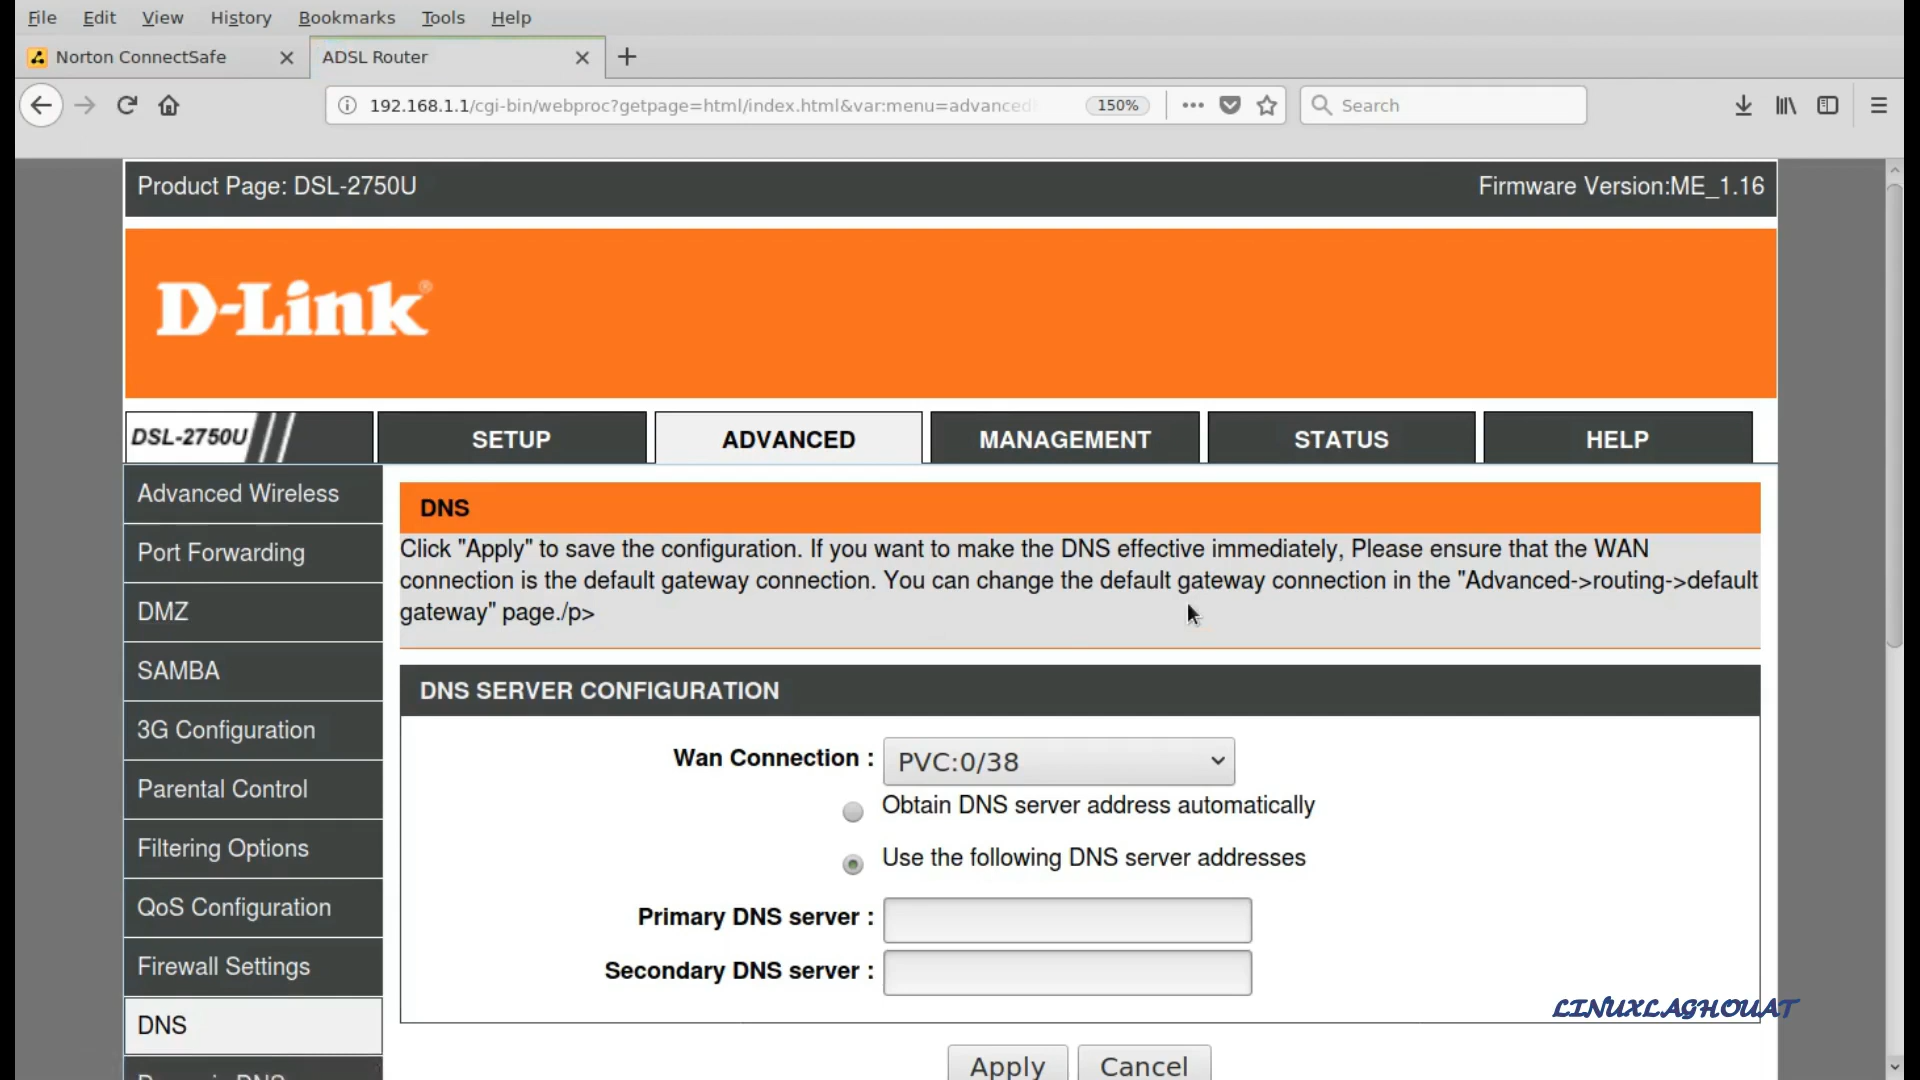 File Edit View History Bookmarks Tools Help
Norton ConnectSafe ADSL Router
192.168.1.1/cgi-bin/webproc?getpage=html/index.html&var:menu=advanced 150% Search
Product Page: DSL-2750U Firmware Version:ME_1.16
D-Link®
DSL-2750U SETUP ADVANCED MANAGEMENT STATUS HELP
Advanced Wireless
Port Forwarding
DMZ
SAMBA
3G Configuration
Parental Control
Filtering Options
QoS Configuration
Firewall Settings
DNS
DNS
Click "Apply" to save the configuration. If you want to make the DNS effective immediately, Please ensure that the WAN
connection is the default gateway connection. You can change the default gateway connection in the "Advanced->routing->default
gateway" page./p>
DNS SERVER CONFIGURATION
Wan Connection : PVC:0/38
Obtain DNS server address automatically
Use the following DNS server addresses
Primary DNS server :
Secondary DNS server :
Apply Cancel
LINUXLAGHOUAT